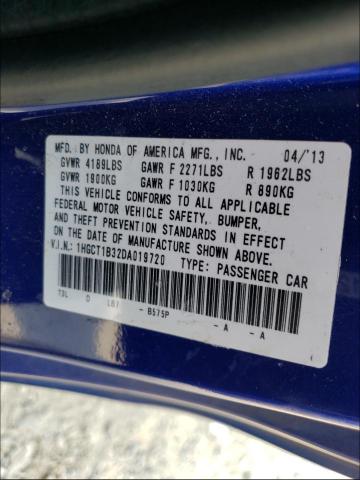 MFD. BY HONDA OF AMERICA MFG., INC. 04/'13
GVWR 4189LBS GAWR F 2271LBS R 1962LBS
GVWR 1900KG GAWR F 1030KG R 890KG
THIS VEHICLE CONFORMS TO ALL APPLICABLE
FEDERAL MOTOR VEHICLE SAFETY, BUMPER,
AND THEFT PREVENTION STANDARDS IN EFFECT
ON THE DATE OF MANUFACTURE SHOWN ABOVE.
V.I.N.: 1HGCT1B32DA019720 TYPE: PASSENGER CAR
T3L D LB7 - B575P - A - A